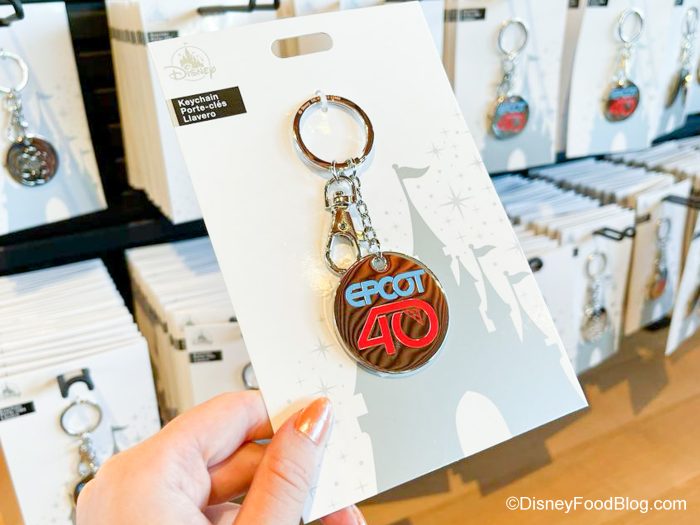 Disney
Keychain
Porte-clés
Llavero
EPCOT
40
©DisneyFoodBlog.com